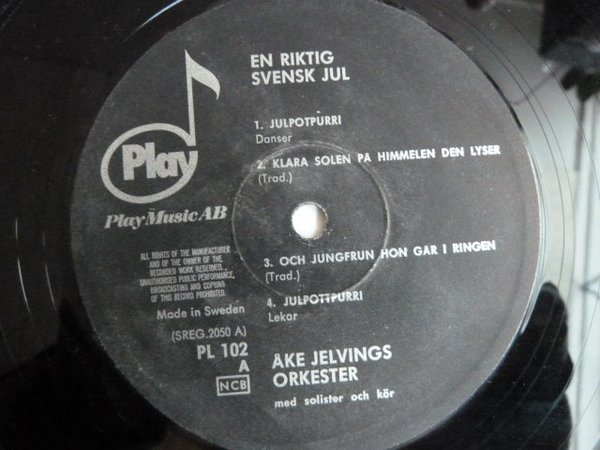 EN RIKTIG
SVENSK JUL
1. JULPOTPURRI
Danser
2. KLARA SOLEN PA HIMMELEN DEN LYSER
(Trad.)
Play
Play Music AB
ALL RIGHTS OF THE MANUFACTURER
AND OF THE OWNER OF THE
RECORDED WORK RESERVED.
UNAUTHORISED PUBLIC PERFORMANCE,
BROADCASTING AND COPYING
OF THIS RECORD PROHIBITED.
Made in Sweden
(SREG.2050 A)
PL 102
A
NCB
3. OCH JUNGFRUN HON GAR I RINGEN
(Trad.)
4. JULPOTTPURRI
Lekar
ÅKE JELVINGS
ORKESTER
med solister och kör